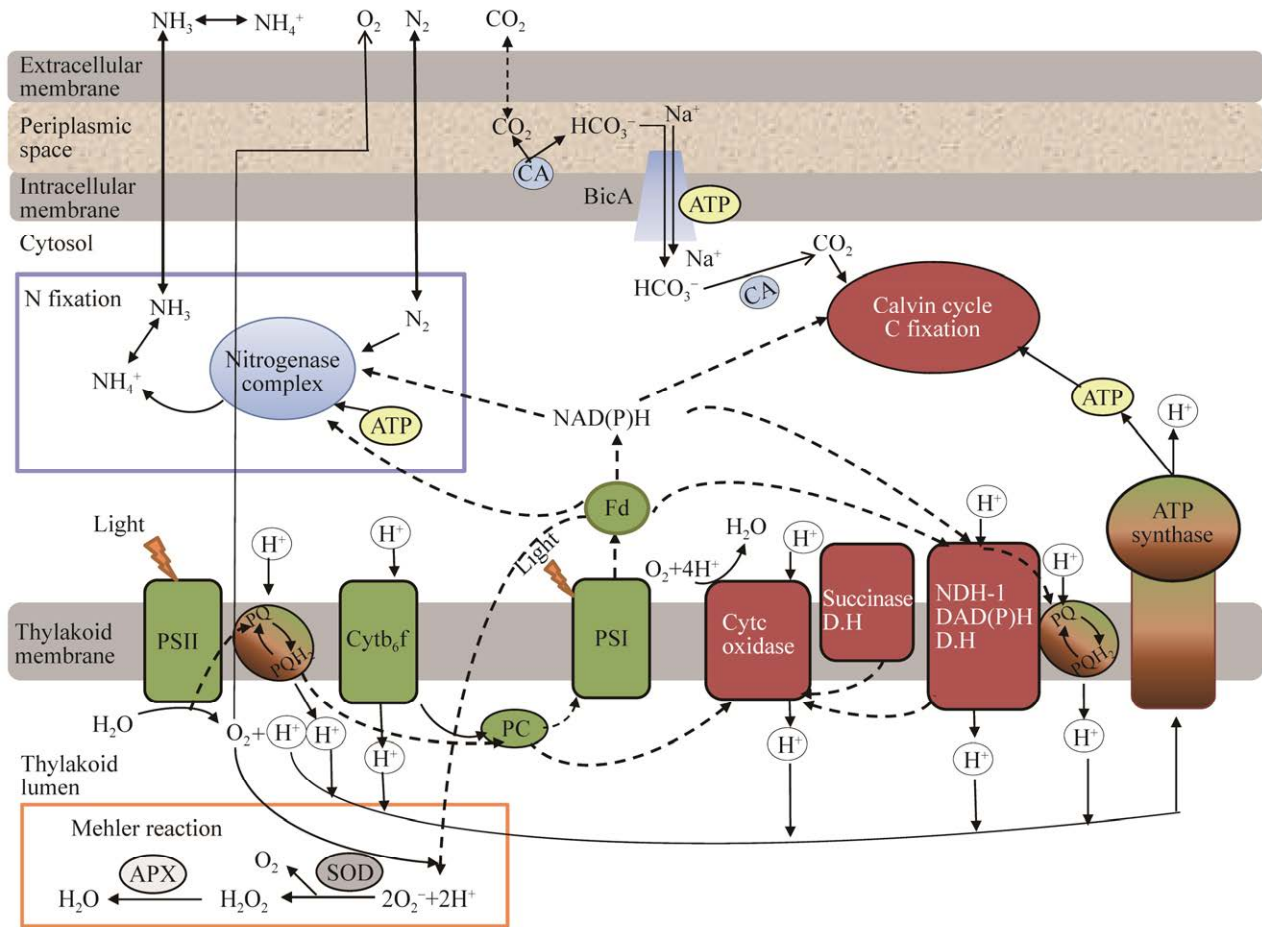 NH₃ NH₄⁺ O₂ N₂ CO₂
Extracellular
membrane
Periplasmic
space
CO₂ HCO₃⁻ Na⁺
CA
Intracellular
membrane
BicA ATP
Cytosol
Na⁺
HCO₃⁻ CA CO₂
N fixation
NH₃
N₂
NH₄⁺
Nitrogenase
complex
ATP
Calvin cycle
C fixation
NAD(P)H
ATP
H⁺
Fd
H⁺
ATP
synthase
Light
H⁺
H⁺
Light
H₂O
O₂+4H⁺
H⁺
H⁺
Thylakoid
membrane
PSII
PQ
PQH₂
Cytb₆f
PSI
Cytc
oxidase
Succinase
D.H
NDH-1
DAD(P)H
D.H
PQ
PQH₂
H₂O
O₂+ H⁺ H⁺
H⁺
PC
H⁺
H⁺
H⁺
Thylakoid
lumen
Mehler reaction
APX
O₂
SOD
H₂O H₂O₂ 2O₂⁻+2H⁺